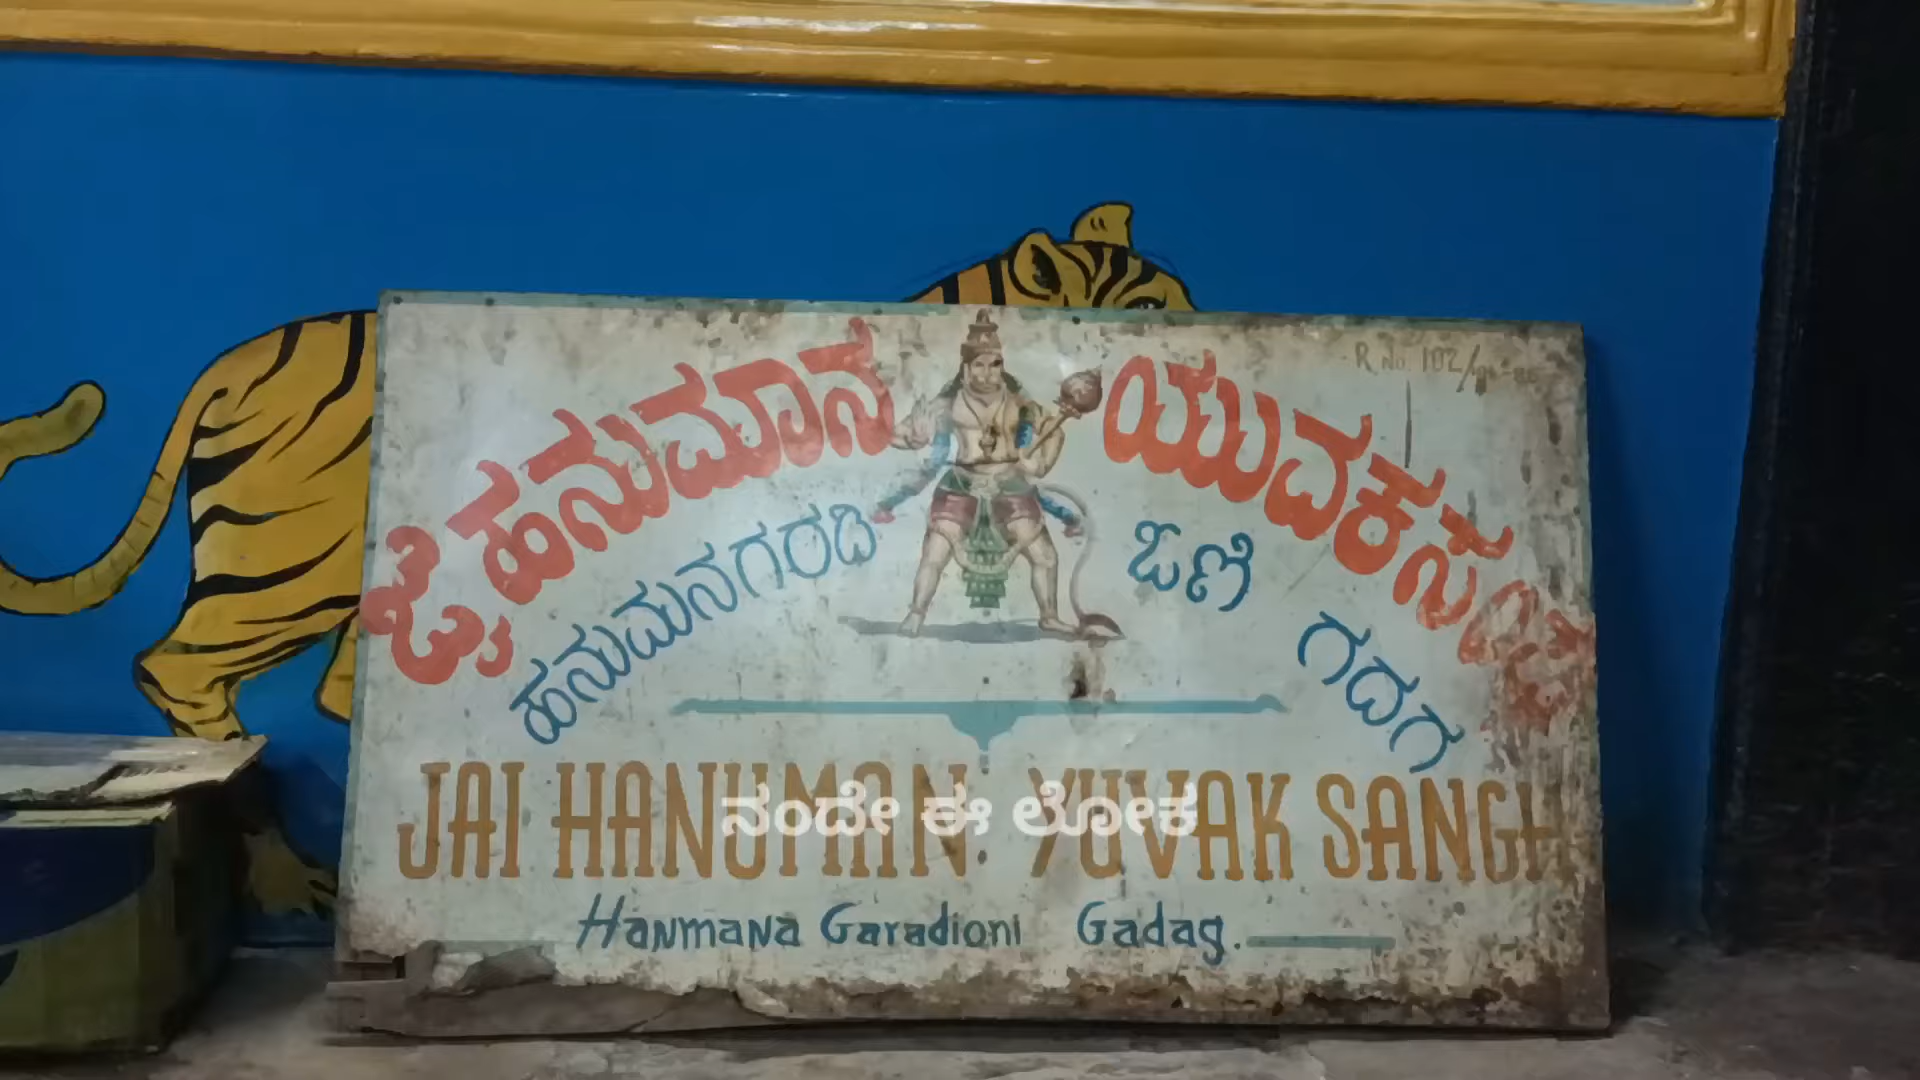 R No. 102/
ಜೈ ಹನುಮಾನ ಯುವಕ ಸಂಘ
ಹನುಮನಗರಡಿ ಓಣಿ ಗದಗ
JAI HANUMAN YUVAK SANGH
ನಂದೇ ಈ ಲೋಕ
Hanmana Garadioni Gadag.